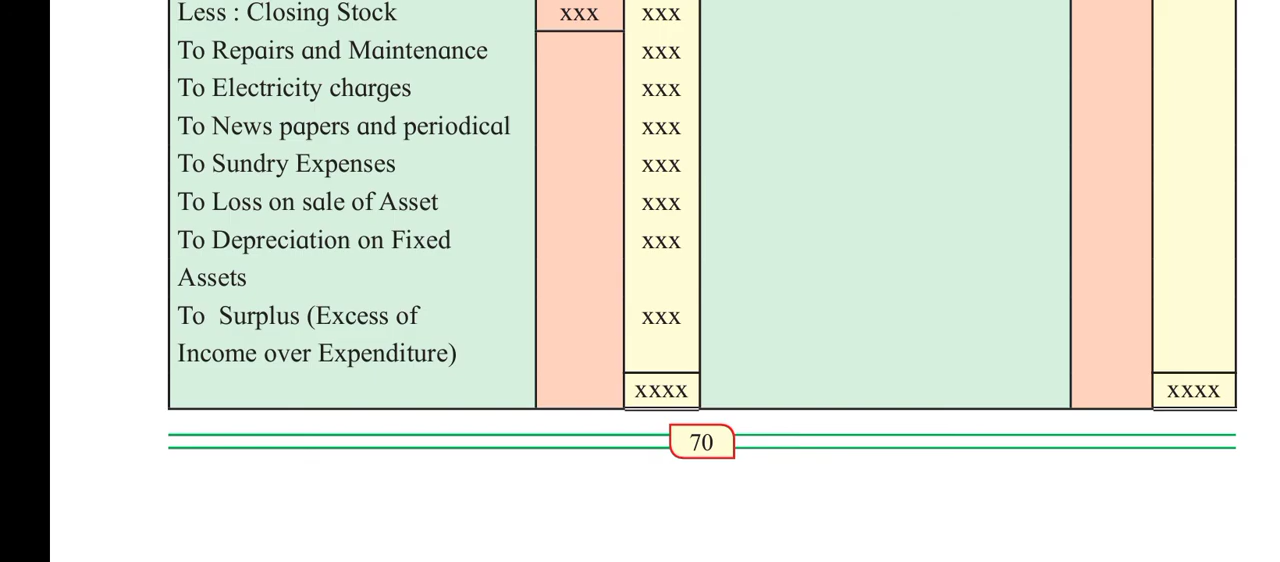 Less : Closing Stock xxx xxx
To Repairs and Maintenance xxx
To Electricity charges xxx
To News papers and periodical xxx
To Sundry Expenses xxx
To Loss on sale of Asset xxx
To Depreciation on Fixed xxx
Assets
To Surplus (Excess of xxx
Income over Expenditure)
xxxx xxxx
70